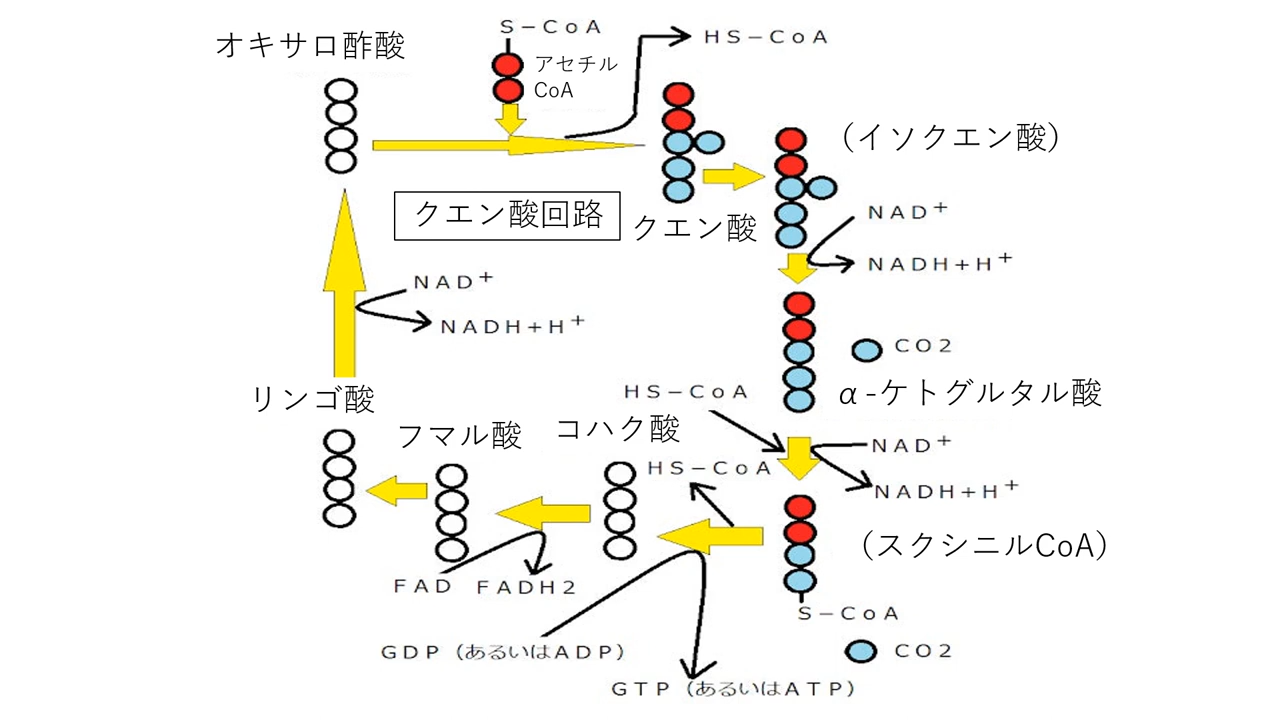 オキサロ酢酸
S−CoA
アセチル
CoA
HS−CoA
(イソクエン酸)
クエン酸回路
クエン酸
NAD+
NADH+H+
NAD+
NADH+H+
CO2
α-ケトグルタル酸
HS−CoA
リンゴ酸
フマル酸
コハク酸
NAD+
HS−CoA
NADH+H+
(スクシニルCoA)
FAD
FADH2
S−CoA
GDP(あるいはADP)
CO2
GTP(あるいはATP)